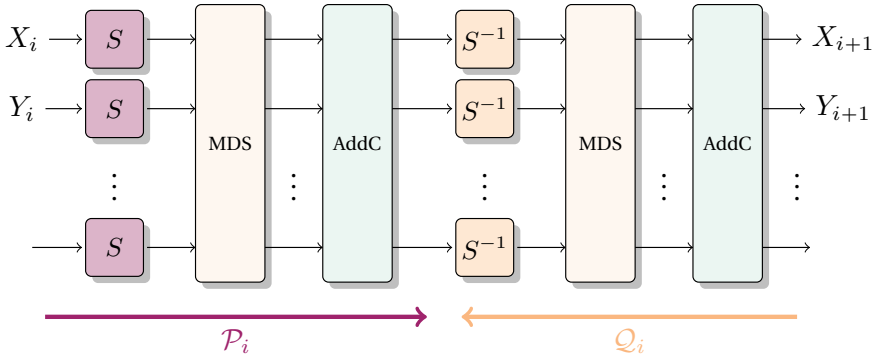 X_i S S^{-1} X_{i+1}
Y_i S S^{-1} Y_{i+1}
MDS AddC MDS AddC
⋮ ⋮ ⋮ ⋮ ⋮
S S^{-1}
𝒫_i 𝒬_i